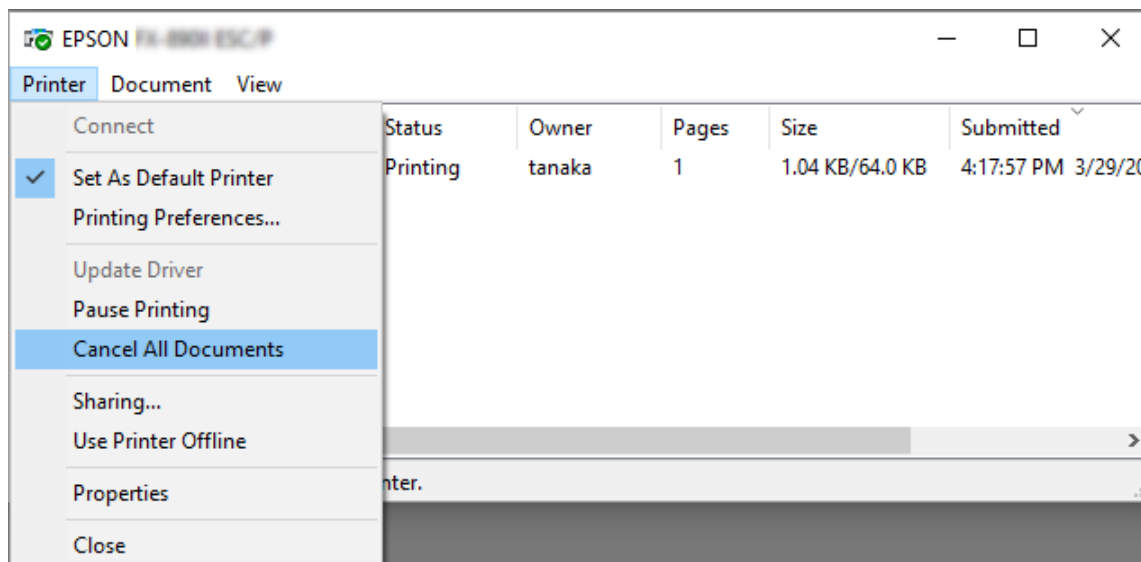 EPSON
Printer Document View
Connect Status Owner Pages Size Submitted
Set As Default Printer Printing tanaka 1 1.04 KB/64.0 KB 4:17:57 PM 3/29/20
Printing Preferences...
Update Driver
Pause Printing
Cancel All Documents
Sharing...
Use Printer Offline
Properties nter.
Close